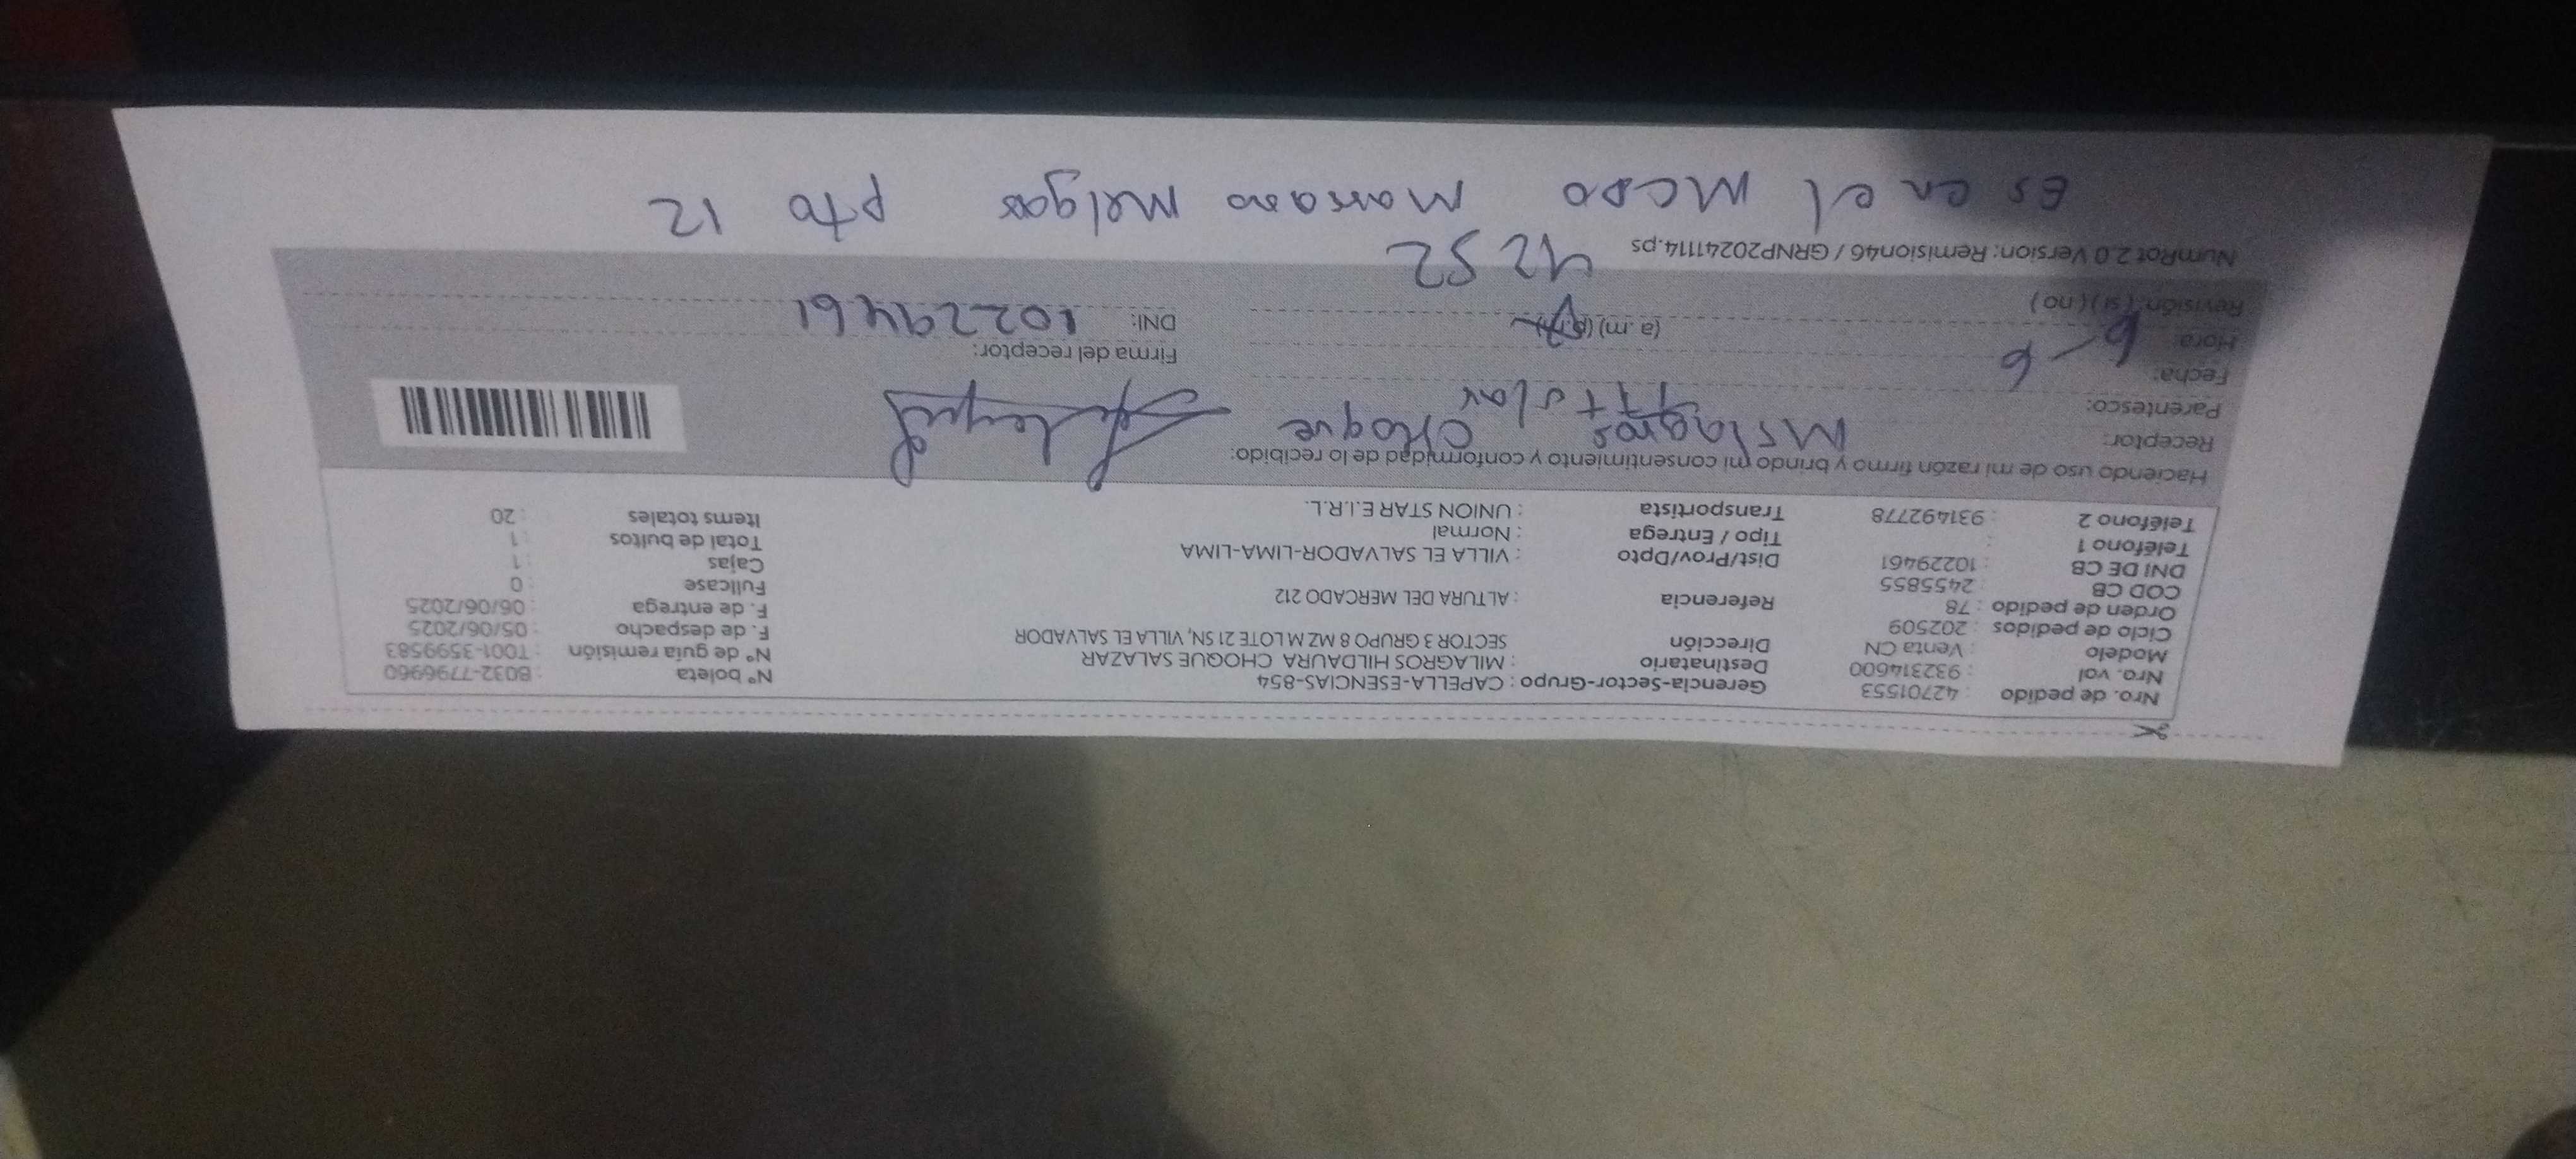 Nro. de pedido : 42701553 Gerencia-Sector-Grupo : CAPELLA-ESENCIAS-854 N° boleta : B032-7796960
Nro. val : 932314600 Destinatario : MILAGROS HILDAURA CHOQUE SALAZAR N° de guia remisión : T001-3599583
Modelo : Venta CN Dirección SECTOR 3 GRUPO 8 MZ M LOTE 21 SN, VILLA EL SALVADOR F. de despacho : 05/06/2025
Ciclo de pedidos : 202509 F. de entrega : 06/06/2025
Orden de pedido : 78 Referencia : ALTURA DEL MERCADO 212 Fullcase : 0
COD CB : 2455855 Cajas : 1
DNI DE CB : 10229461 Dist/Prov/Dpto : VILLA EL SALVADOR-LIMA-LIMA Total de bultos : 1
Teléfono 1 : Tipo / Entrega : Normal Items totales : 20
Teléfono 2 : 931492778 Transportista : UNION STAR E.I.R.L.
Haciendo uso de mi razón firmo y brindo mi consentimiento y conformidad de lo recibido:
Receptor: Milagros Choque
Parentesco: Titular
Fecha: 6-6
Firma del receptor:
Hora: (a.m) DNI: 10229461
Revisión: (si) (no)
NumRot 2.0 Version: Remision46 / GRNP20241114.ps
Es en el Mcdo Mariano Melgar pto 12